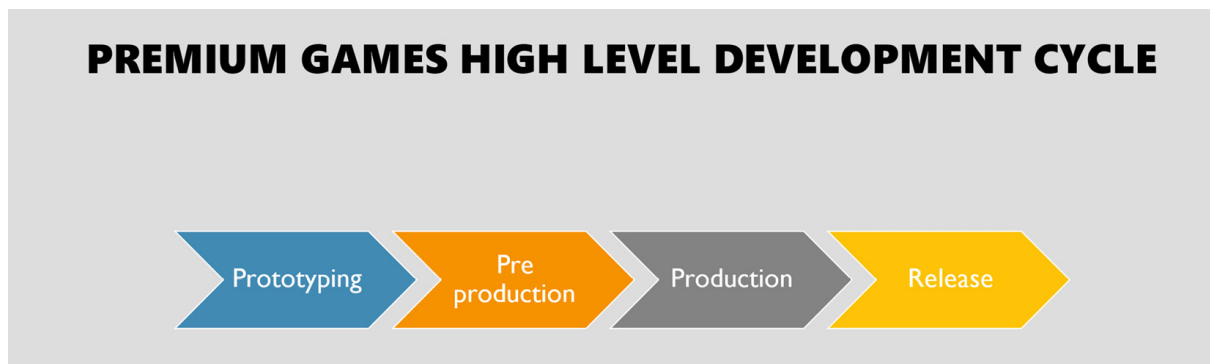 PREMIUM GAMES HIGH LEVEL DEVELOPMENT CYCLE
Prototyping
Pre
production
Production
Release